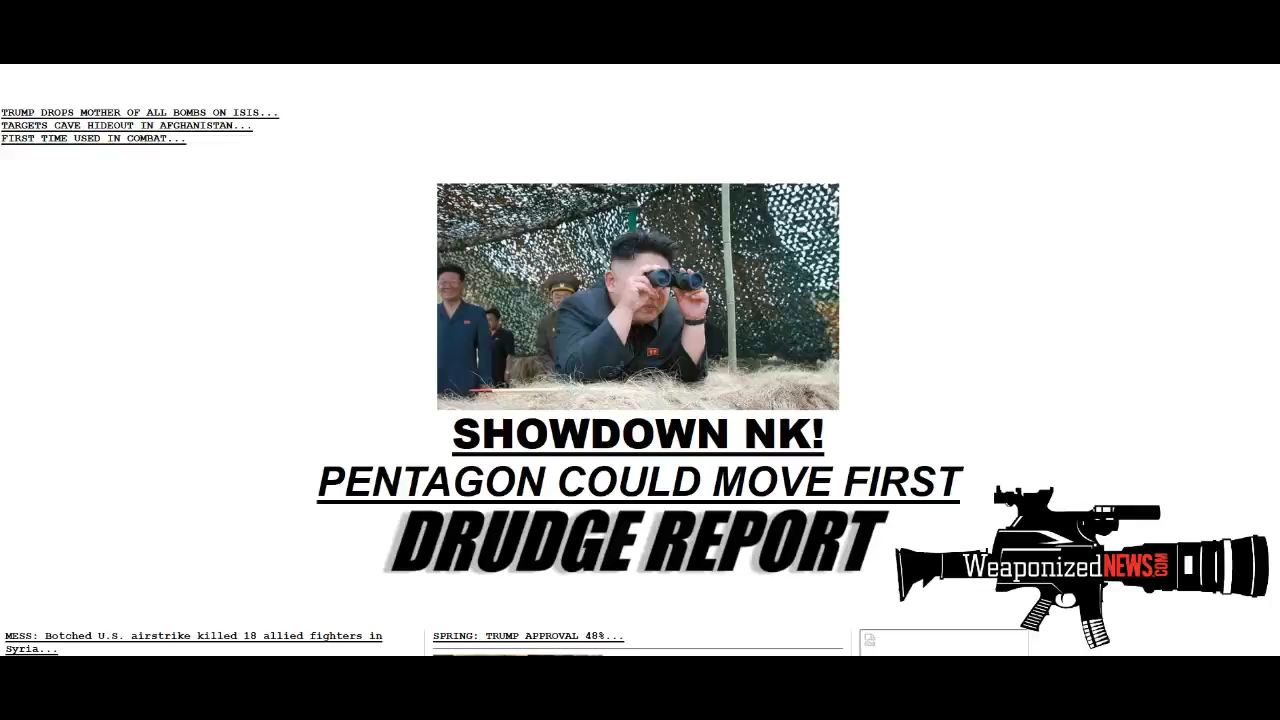 TRUMP DROPS MOTHER OF ALL BOMBS ON ISIS...
TARGETS CAVE HIDEOUT IN AFGHANISTAN...
FIRST TIME USED IN COMBAT...
SHOWDOWN NK!
PENTAGON COULD MOVE FIRST
DRUDGE REPORT
WeaponizedNEWS.COM
MESS: Botched U.S. airstrike killed 18 allied fighters in
Syria...
SPRING: TRUMP APPROVAL 48%...